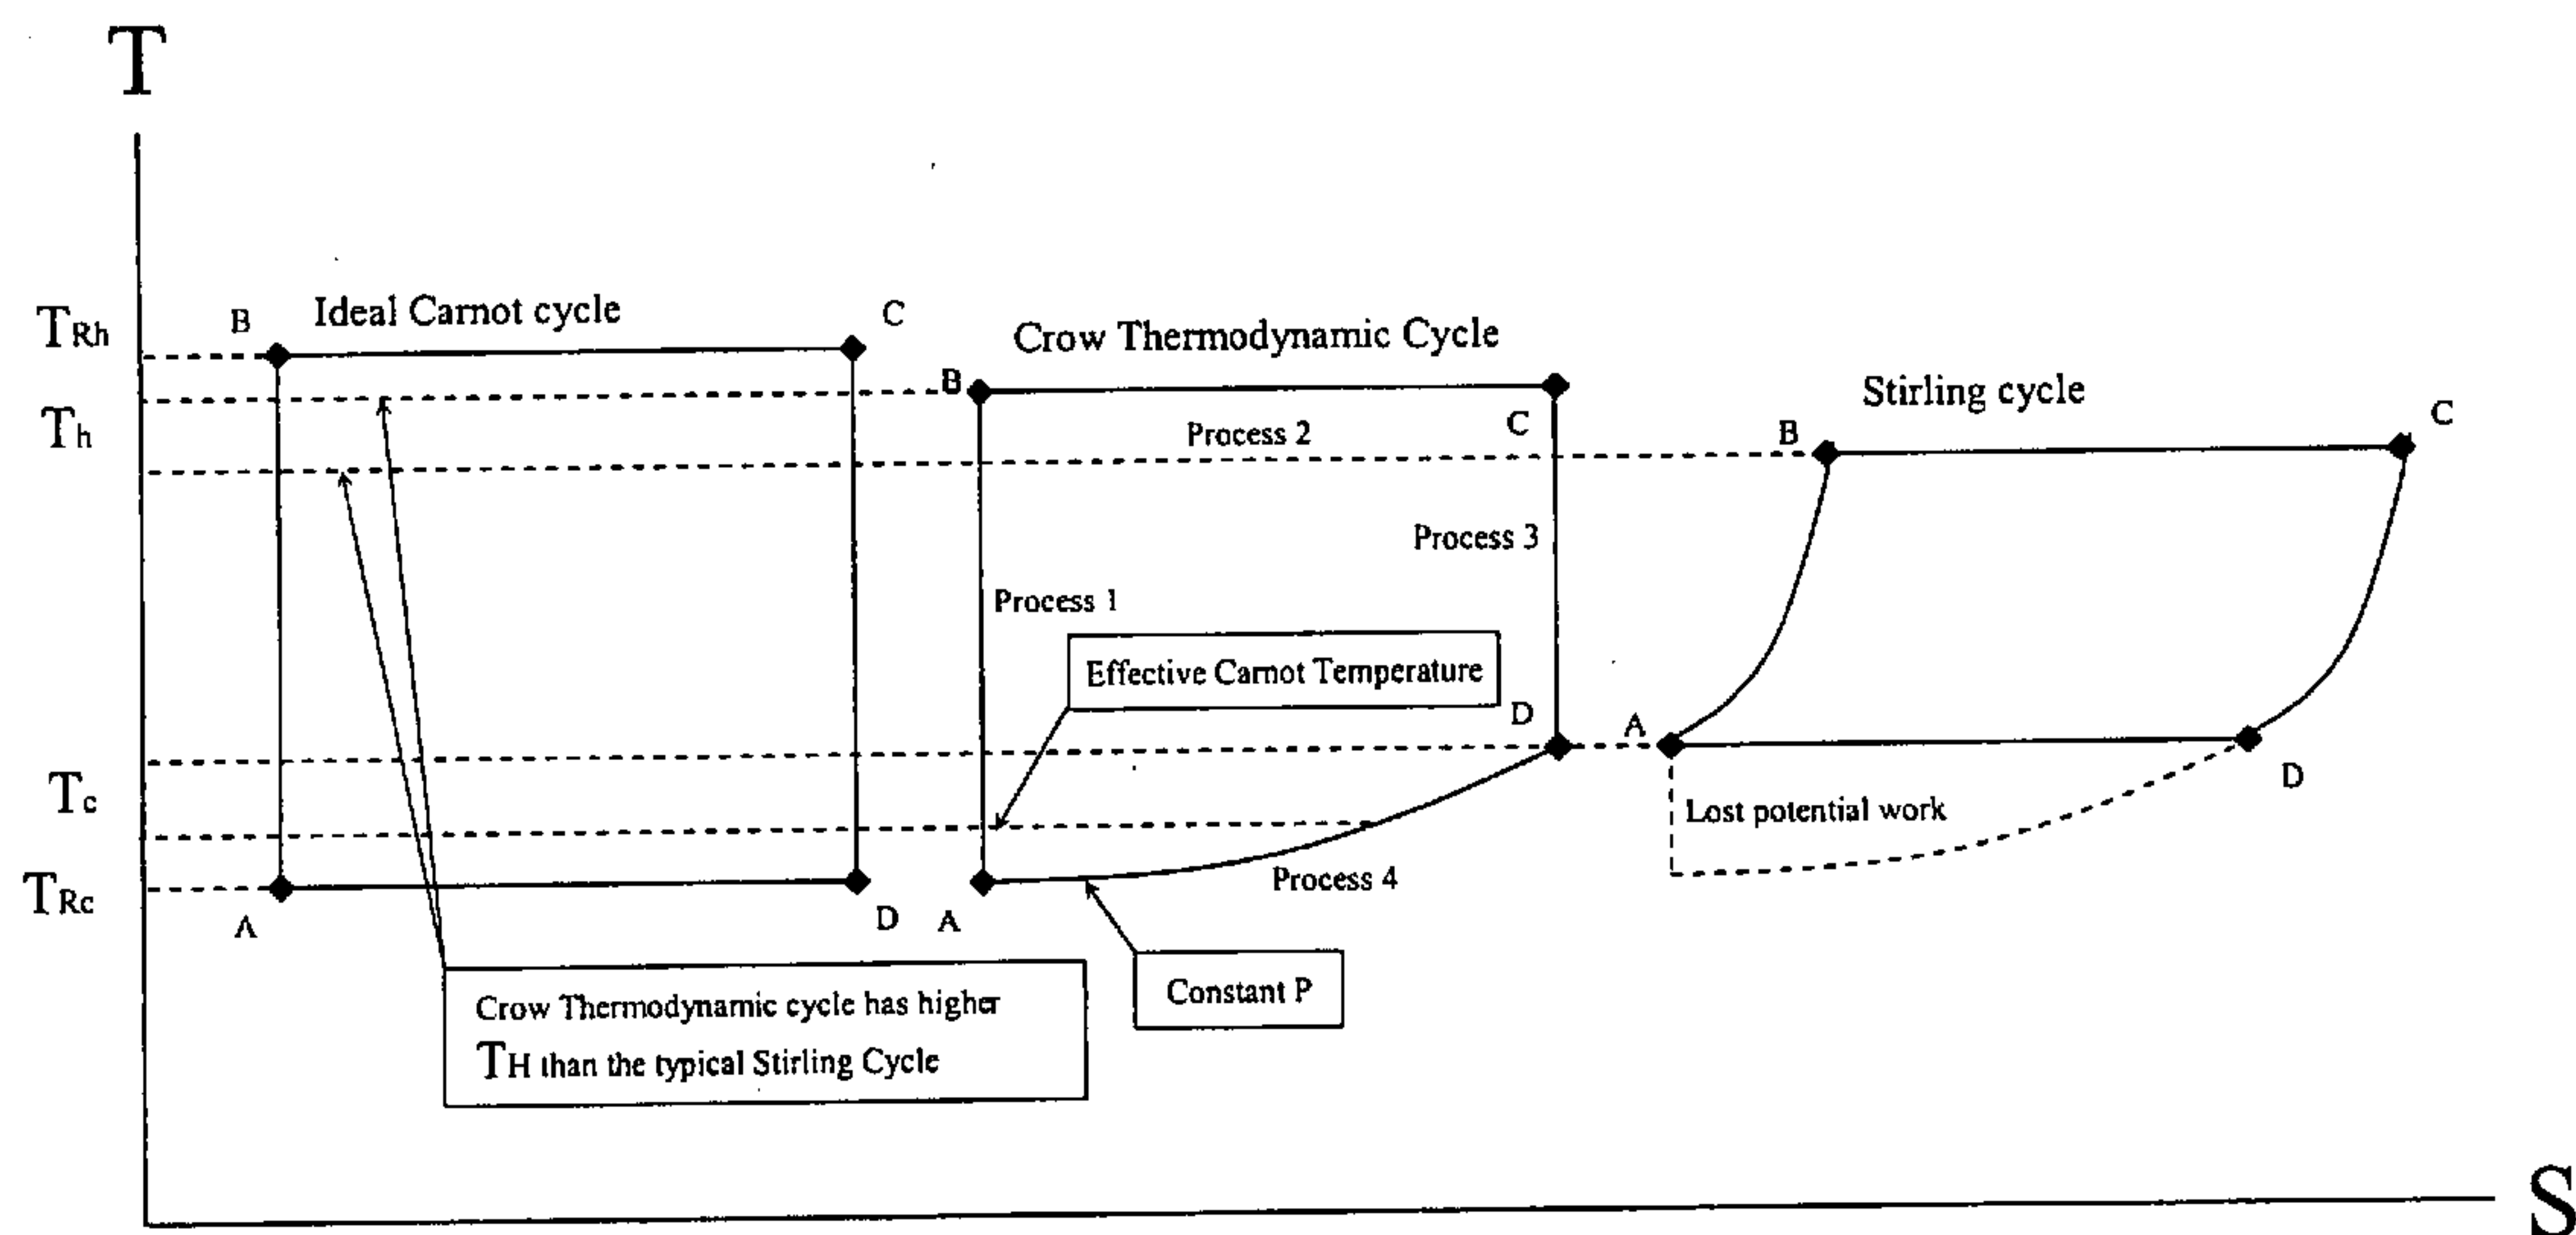 T
TRh
Th
Tc
TRc
B
Ideal Carnot cycle
C
A
D
Crow Thermodynamic Cycle
B
Process 2
C
Process 3
Process 1
Effective Carnot Temperature
D
A
Process 4
Constant P
Crow Thermodynamic cycle has higher
TH than the typical Stirling Cycle
Stirling cycle
B
C
A
D
Lost potential work
S